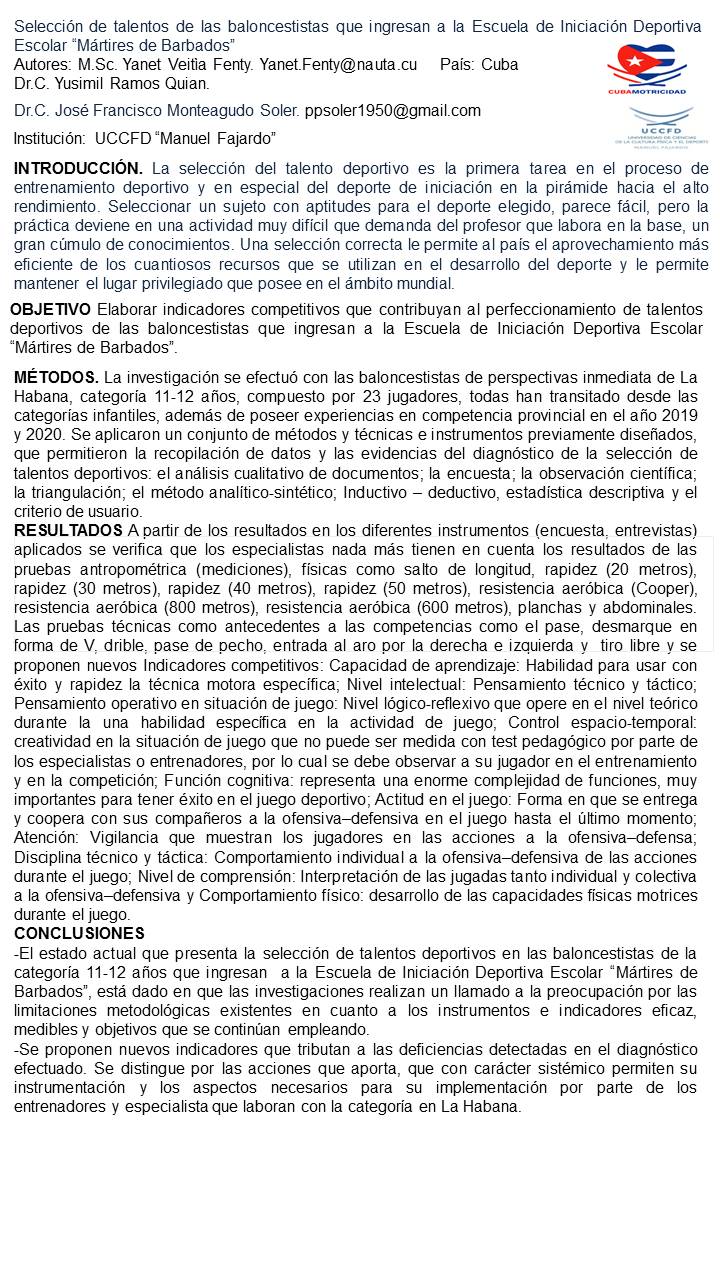 Selección de talentos de las baloncestistas que ingresan a la Escuela de Iniciación Deportiva
Escolar “Mártires de Barbados”
Autores: M.Sc. Yanet Veitìa Fenty. Yanet.Fenty@nauta.cu País: Cuba
Dr.C. Yusimil Ramos Quian.
Dr.C. José Francisco Monteagudo Soler. ppsoler1950@gmail.com
Institución: UCCFD “Manuel Fajardo”
CUBAMOTRICIDAD
UCCFD
UNIVERSIDAD DE CIENCIAS
DE LA CULTURA FÍSICA Y EL DEPORTE
MANUEL FAJARDO
INTRODUCCIÓN. La selección del talento deportivo es la primera tarea en el proceso de
entrenamiento deportivo y en especial del deporte de iniciación en la pirámide hacia el alto
rendimiento. Seleccionar un sujeto con aptitudes para el deporte elegido, parece fácil, pero la
práctica deviene en una actividad muy difícil que demanda del profesor que labora en la base, un
gran cúmulo de conocimientos. Una selección correcta le permite al país el aprovechamiento más
eficiente de los cuantiosos recursos que se utilizan en el desarrollo del deporte y le permite
mantener el lugar privilegiado que posee en el ámbito mundial.
OBJETIVO Elaborar indicadores competitivos que contribuyan al perfeccionamiento de talentos
deportivos de las baloncestistas que ingresan a la Escuela de Iniciación Deportiva Escolar
“Mártires de Barbados”.
MÉTODOS. La investigación se efectuó con las baloncestistas de perspectivas inmediata de La
Habana, categoría 11-12 años, compuesto por 23 jugadores, todas han transitado desde las
categorías infantiles, además de poseer experiencias en competencia provincial en el año 2019
y 2020. Se aplicaron un conjunto de métodos y técnicas e instrumentos previamente diseñados,
que permitieron la recopilación de datos y las evidencias del diagnóstico de la selección de
talentos deportivos: el análisis cualitativo de documentos; la encuesta; la observación científica;
la triangulación; el método analítico-sintético; Inductivo – deductivo, estadística descriptiva y el
criterio de usuario.
RESULTADOS A partir de los resultados en los diferentes instrumentos (encuesta, entrevistas)
aplicados se verifica que los especialistas nada más tienen en cuenta los resultados de las
pruebas antropométrica (mediciones), físicas como salto de longitud, rapidez (20 metros),
rapidez (30 metros), rapidez (40 metros), rapidez (50 metros), resistencia aeróbica (Cooper),
resistencia aeróbica (800 metros), resistencia aeróbica (600 metros), planchas y abdominales.
Las pruebas técnicas como antecedentes a las competencias como el pase, desmarque en
forma de V, drible, pase de pecho, entrada al aro por la derecha e izquierda y tiro libre y se
proponen nuevos Indicadores competitivos: Capacidad de aprendizaje: Habilidad para usar con
éxito y rapidez la técnica motora específica; Nivel intelectual: Pensamiento técnico y táctico;
Pensamiento operativo en situación de juego: Nivel lógico-reflexivo que opere en el nivel teórico
durante la una habilidad específica en la actividad de juego; Control espacio-temporal:
creatividad en la situación de juego que no puede ser medida con test pedagógico por parte de
los especialistas o entrenadores, por lo cual se debe observar a su jugador en el entrenamiento
y en la competición; Función cognitiva: representa una enorme complejidad de funciones, muy
importantes para tener éxito en el juego deportivo; Actitud en el juego: Forma en que se entrega
y coopera con sus compañeros a la ofensiva–defensiva en el juego hasta el último momento;
Atención: Vigilancia que muestran los jugadores en las acciones a la ofensiva–defensa;
Disciplina técnico y táctica: Comportamiento individual a la ofensiva–defensiva de las acciones
durante el juego; Nivel de comprensión: Interpretación de las jugadas tanto individual y colectiva
a la ofensiva–defensiva y Comportamiento físico: desarrollo de las capacidades físicas motrices
durante el juego.
CONCLUSIONES
-El estado actual que presenta la selección de talentos deportivos en las baloncestistas de la
categoría 11-12 años que ingresan a la Escuela de Iniciación Deportiva Escolar “Mártires de
Barbados”, está dado en que las investigaciones realizan un llamado a la preocupación por las
limitaciones metodológicas existentes en cuanto a los instrumentos e indicadores eficaz,
medibles y objetivos que se continúan empleando.
-Se proponen nuevos indicadores que tributan a las deficiencias detectadas en el diagnóstico
efectuado. Se distingue por las acciones que aporta, que con carácter sistémico permiten su
instrumentación y los aspectos necesarios para su implementación por parte de los
entrenadores y especialista que laboran con la categoría en La Habana.